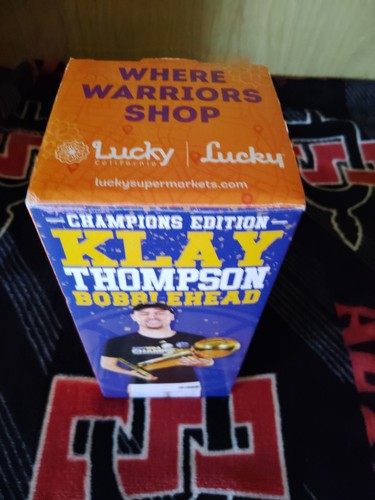 WHERE
WARRIORS
SHOP
Lucky
California
Lucky
luckysupermarkets.com
CHAMPIONS EDITION
KLAY
THOMPSON
BOBBLEHEAD